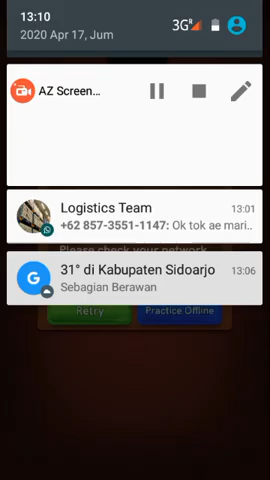 13:10
2020 Apr 17, Jum
3G R
AZ Screen...
Logistics Team
13:01
+62 857-3551-1147: Ok tok ae mari..
Please check your network
G
31° di Kabupaten Sidoarjo
13:06
Sebagian Berawan
Retry
Practice Offline